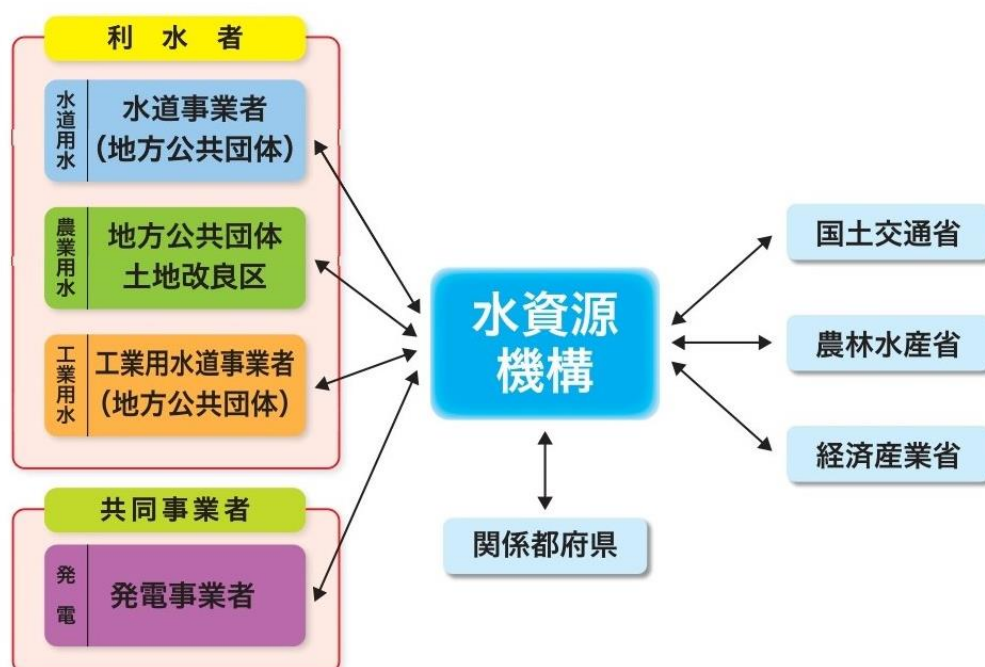 利水者
水道用水
水道事業者
（地方公共団体）
農業用水
地方公共団体
土地改良区
工業用水
工業用水道事業者
（地方公共団体）
共同事業者
発電
発電事業者
水資源
機構
関係都府県
国土交通省
農林水産省
経済産業省